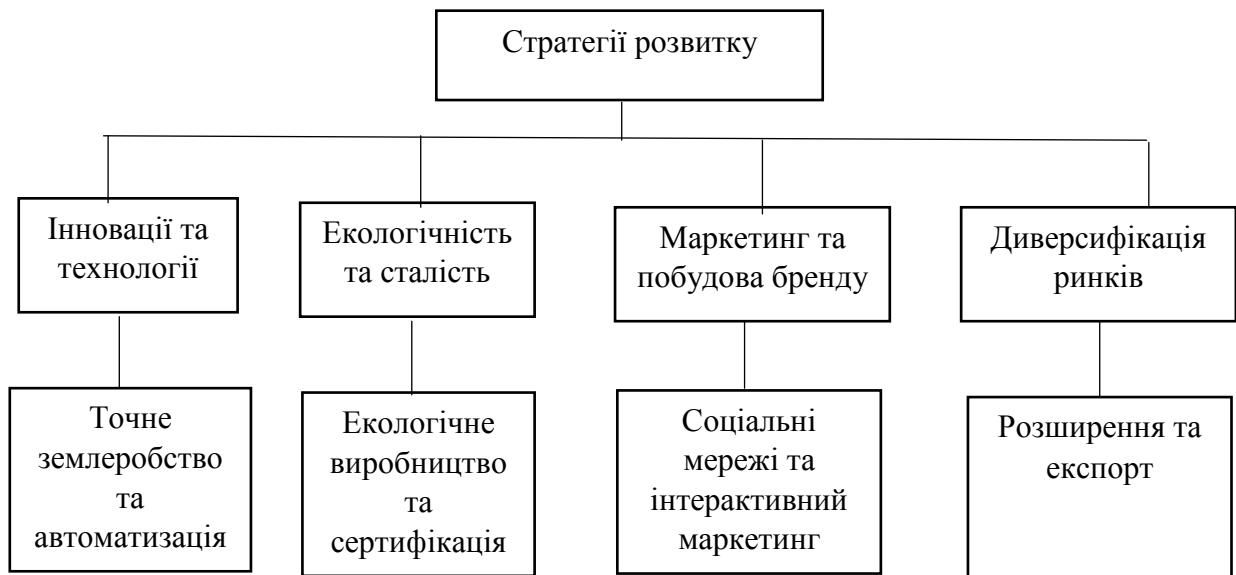 Стратегії розвитку
Інновації та
технології
Екологічність
та сталість
Маркетинг та
побудова бренду
Диверсифікація
ринків
Точне
землеробство
та
автоматизація
Екологічне
виробництво
та
сертифікація
Соціальні
мережі та
інтерактивний
маркетинг
Розширення та
експорт